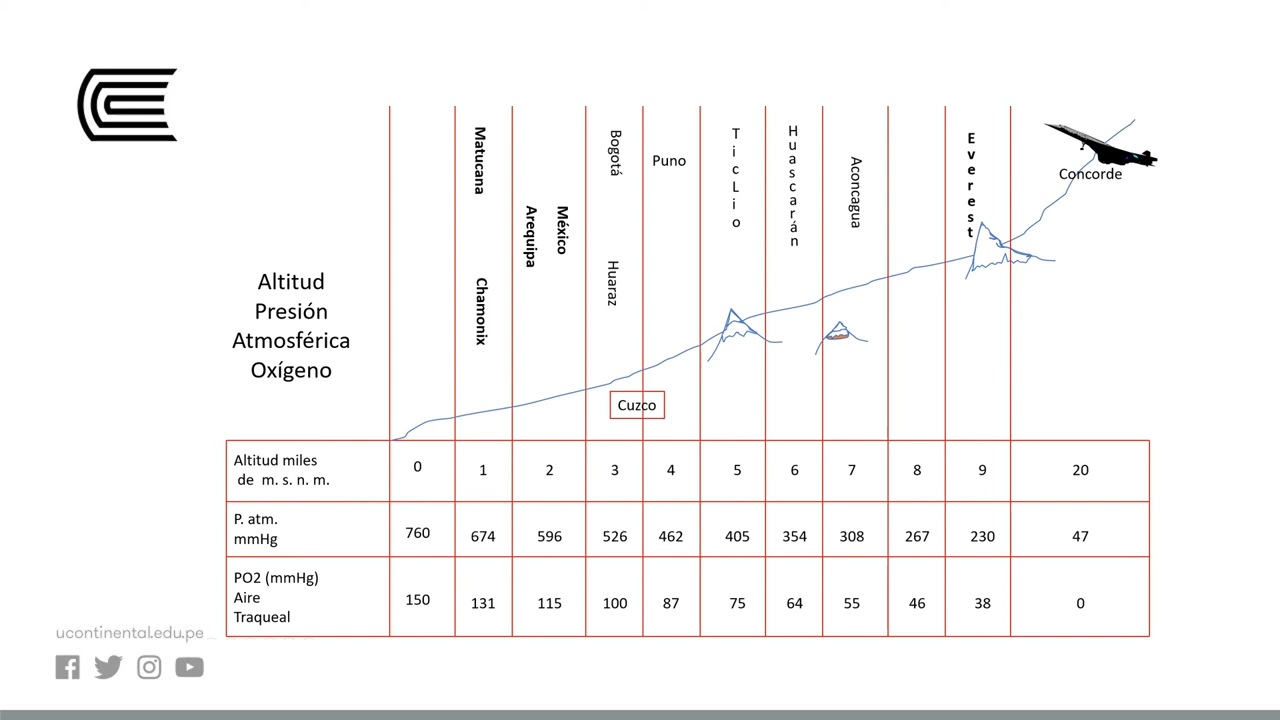 Altitud
Presión
Atmosférica
Oxígeno
Matucana
Chamonix
Arequipa
México
Bogotá
Huaraz
Puno
Cuzco
TicLio
Huascarán
Aconcagua
Everest
Concorde
Altitud miles
de m. s. n. m.
0 1 2 3 4 5 6 7 8 9 20
P. atm.
mmHg
760 674 596 526 462 405 354 308 267 230 47
PO2 (mmHg)
Aire
Traqueal
150 131 115 100 87 75 64 55 46 38 0
ucontinental.edu.pe